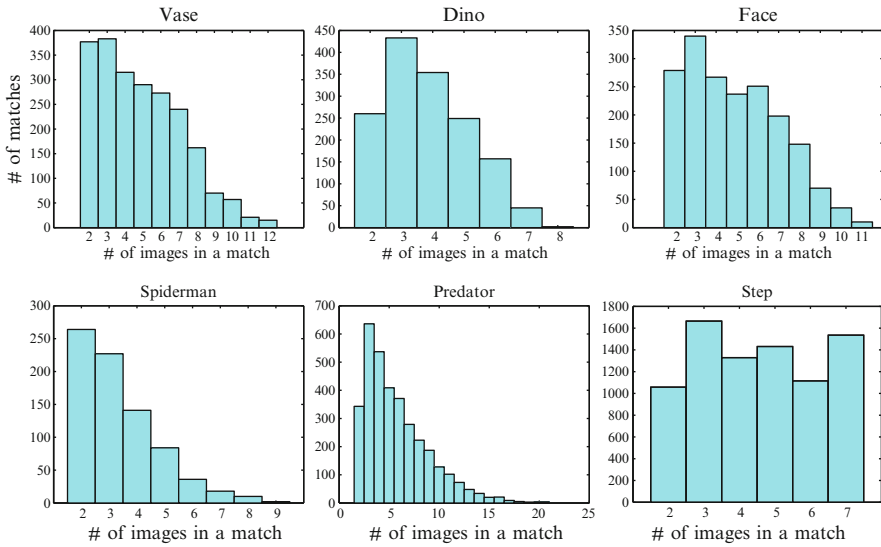 Vase
Dino
Face
400
350
300
250
200
150
100
50
0
# of matches
2 3 4 5 6 7 8 9 10 11 12
# of images in a match
450
400
350
300
250
200
150
100
50
0
2 3 4 5 6 7 8
# of images in a match
350
300
250
200
150
100
50
0
2 3 4 5 6 7 8 9 10 11
# of images in a match
Spiderman
Predator
Step
300
250
200
150
100
50
0
2 3 4 5 6 7 8 9
# of images in a match
700
600
500
400
300
200
100
0
0 5 10 15 20 25
# of images in a match
1800
1600
1400
1200
1000
800
600
400
200
0
2 3 4 5 6 7
# of images in a match